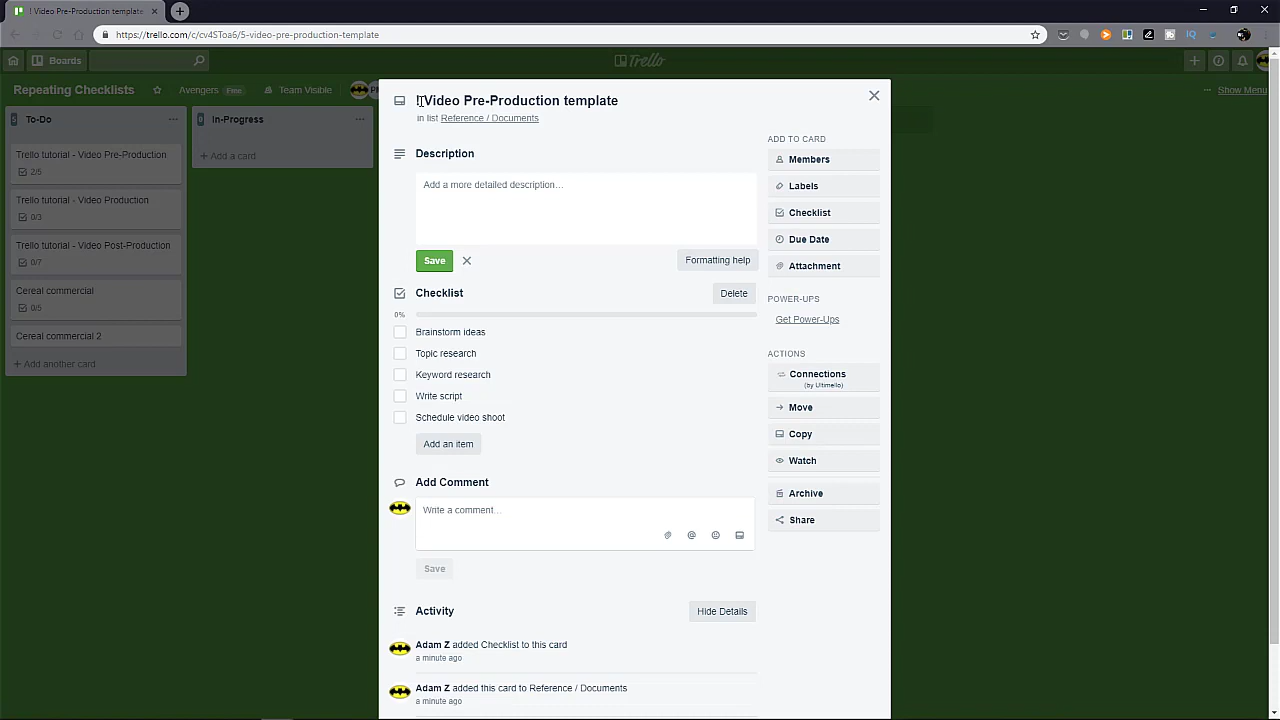 ! Video Pre-Production template
https://trello.com/c/cv4SToa6/5-video-pre-production-template
Boards
Trello
Repeating Checklists
Avengers Free
Team Visible
Show Menu
To-Do
Trello tutorial - Video Pre-Production
2/5
Trello tutorial - Video Production
0/3
Trello tutorial - Video Post-Production
0/7
Cereal commercial
0/5
Cereal commercial 2
+ Add another card
In-Progress
+ Add a card
! Video Pre-Production template
in list Reference / Documents
Description
Add a more detailed description…
Save
Formatting help
Checklist
Delete
0%
Brainstorm ideas
Topic research
Keyword research
Write script
Schedule video shoot
Add an item
Add Comment
Write a comment…
Save
Activity
Hide Details
Adam Z added Checklist to this card
a minute ago
Adam Z added this card to Reference / Documents
a minute ago
ADD TO CARD
Members
Labels
Checklist
Due Date
Attachment
POWER-UPS
Get Power-Ups
ACTIONS
Connections
(by Ultimello)
Move
Copy
Watch
Archive
Share